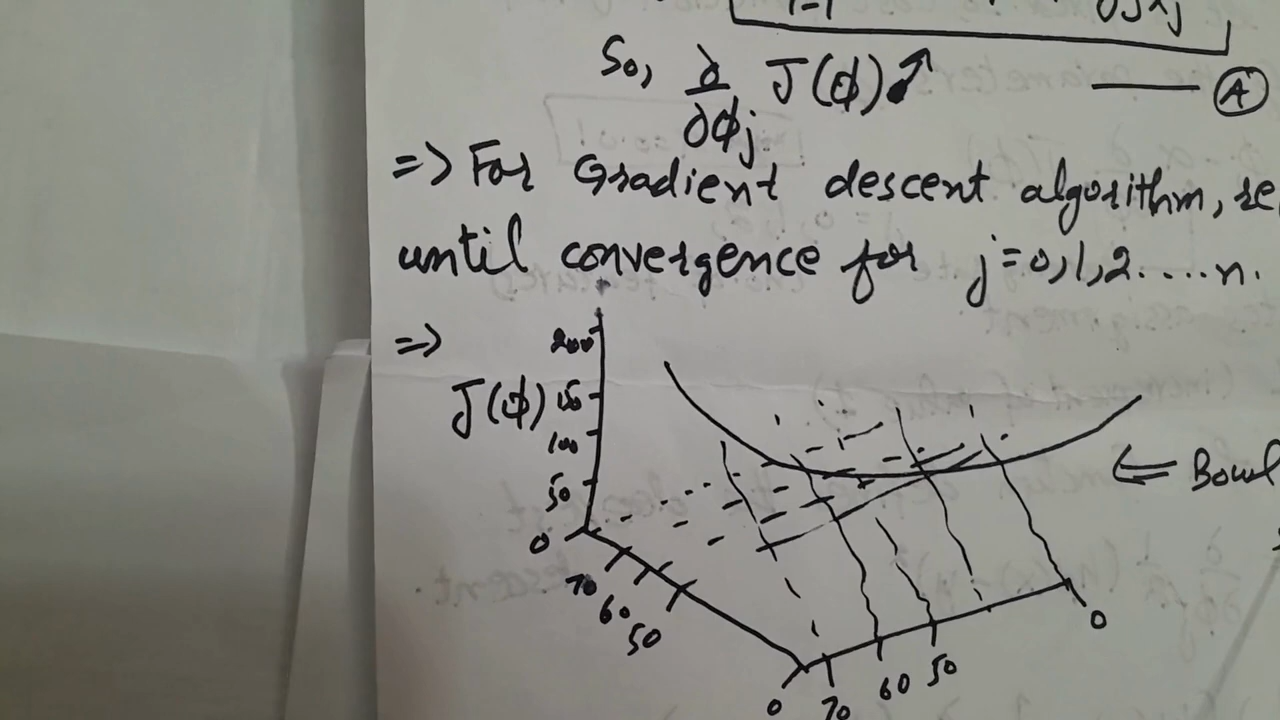 So, ∂/∂ϕj J(ϕ)↗ — Ⓐ
=> For Gradient descent algorithm, re
until convergence for j=0,1,2.....n.
=>
200
J(ϕ) 150
100
50
0
70
60
50
0 70 60 50 0
⇐ Bowl